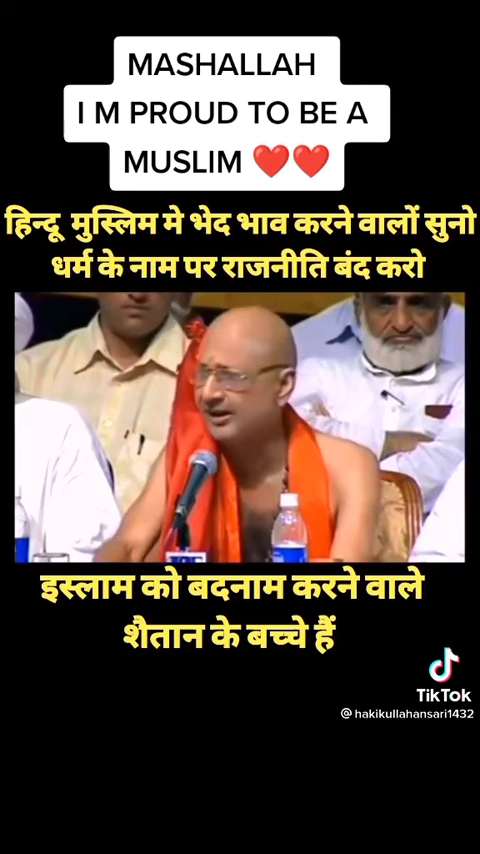 MASHALLAH
I M PROUD TO BE A
MUSLIM ❤️❤️
हिन्दू मुस्लिम मे भेद भाव करने वालों सुनो
धर्म के नाम पर राजनीति बंद करो
इस्लाम को बदनाम करने वाले
शैतान के बच्चे हैं
TikTok
@hakikullahansari1432